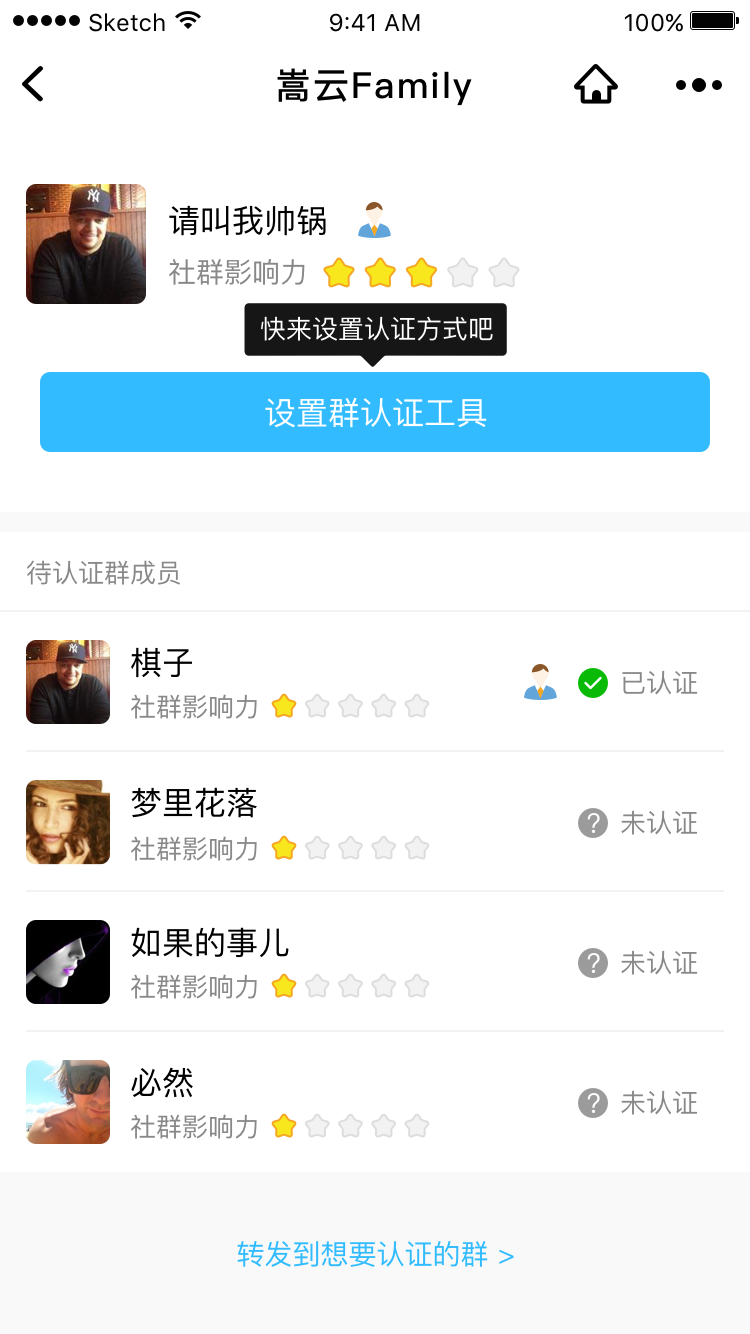 Sketch 9:41 AM 100%
嵩云Family
请叫我帅锅
社群影响力
快来设置认证方式吧
设置群认证工具
待认证群成员
棋子
社群影响力
已认证
梦里花落
社群影响力
未认证
如果的事儿
社群影响力
未认证
必然
社群影响力
未认证
转发到想要认证的群 >